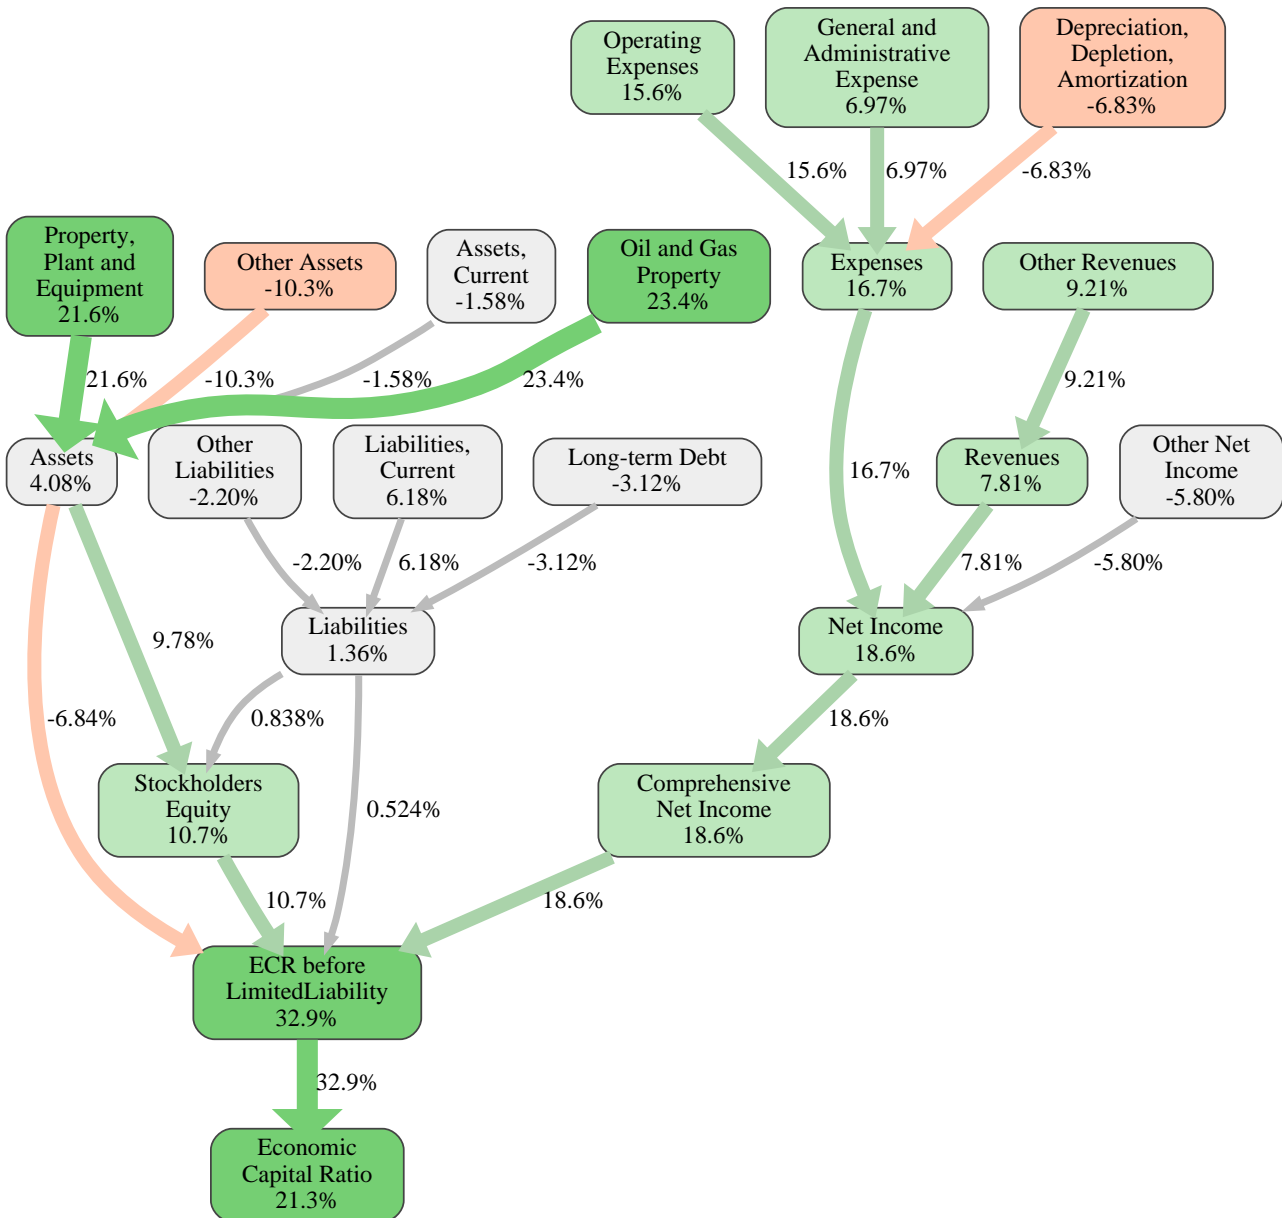 Operating
Expenses
15.6%
General and
Administrative
Expense
6.97%
Depreciation,
Depletion,
Amortization
-6.83%
15.6%
6.97%
-6.83%
Property,
Plant and
Equipment
21.6%
Other Assets
-10.3%
Assets,
Current
-1.58%
Oil and Gas
Property
23.4%
Expenses
16.7%
Other Revenues
9.21%
21.6%
-10.3%
-1.58%
23.4%
9.21%
Assets
4.08%
Other
Liabilities
-2.20%
Liabilities,
Current
6.18%
Long-term Debt
-3.12%
16.7%
Revenues
7.81%
Other Net
Income
-5.80%
-2.20%
6.18%
-3.12%
7.81%
-5.80%
9.78%
Liabilities
1.36%
Net Income
18.6%
-6.84%
0.838%
18.6%
Stockholders
Equity
10.7%
0.524%
Comprehensive
Net Income
18.6%
10.7%
18.6%
ECR before
LimitedLiability
32.9%
32.9%
Economic
Capital Ratio
21.3%